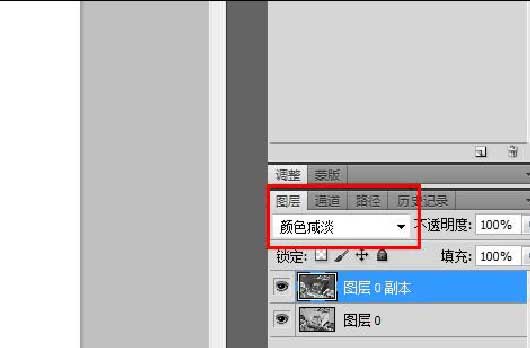 调整 蒙版
图层 通道 路径 历史记录
颜色减淡 不透明度: 100%
锁定: 填充: 100%
图层 0 副本
图层 0